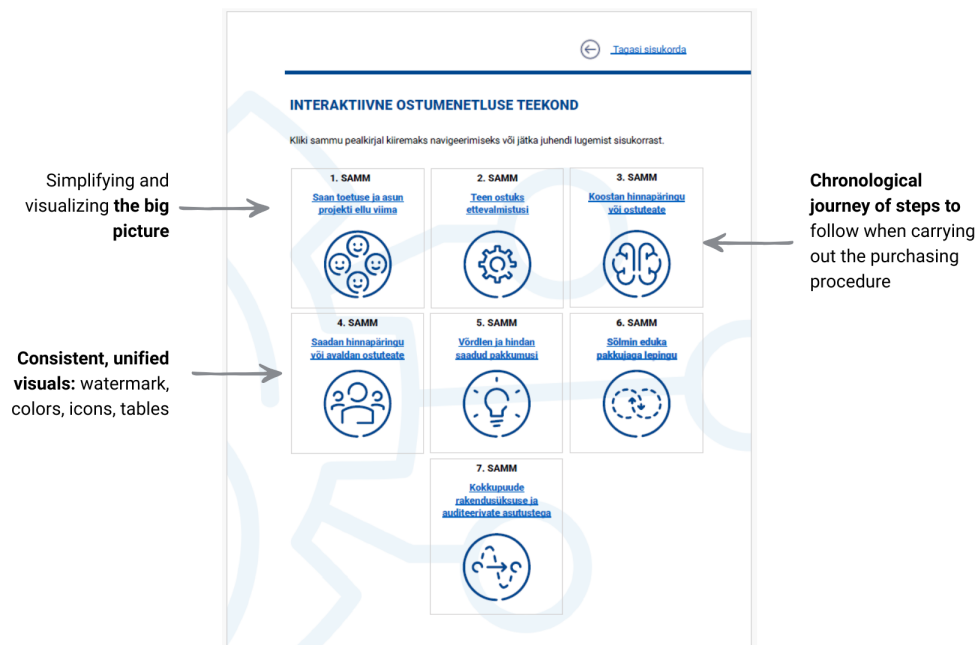 Tagasi sisukorda
INTERAKTIIVNE OSTUMENETLUSE TEEKOND
Kliki sammu pealkirjal kiiremaks navigeerimiseks või jätka juhendi lugemist sisukorrast.
Simplifying and
visualizing the big
picture
1. SAMM
Saan toetuse ja asun
projekti ellu viima
2. SAMM
Teen ostuks
ettevalmistusi
3. SAMM
Koostan hinnapäringu
või ostuteate
Chronological
journey of steps to
follow when carrying
out the purchasing
procedure
Consistent, unified
visuals: watermark,
colors, icons, tables
4. SAMM
Saadan hinnapäringu
või avaldan ostuteate
5. SAMM
Võrdlen ja hindan
saadud pakkumusi
6. SAMM
Sõlmin eduka
pakkujaga lepingu
7. SAMM
Kokkupuude
rakendusüksuse ja
auditeerivate asutustega